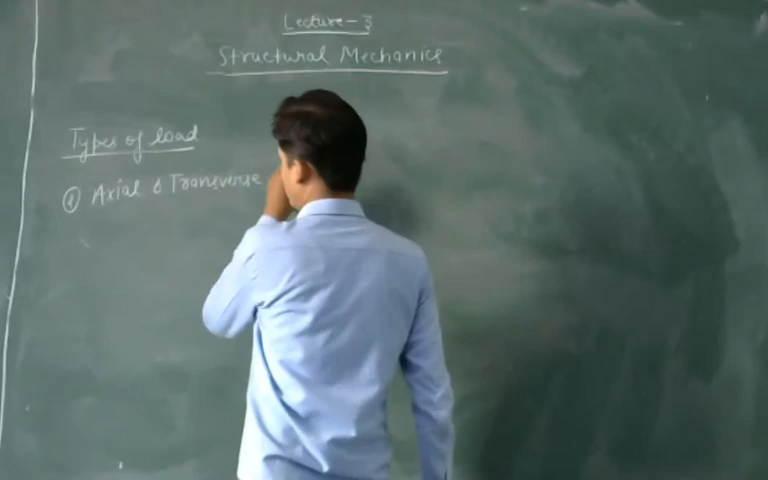 Lecture-3
Structural Mechanics
Types of load
① Axial & Transverse